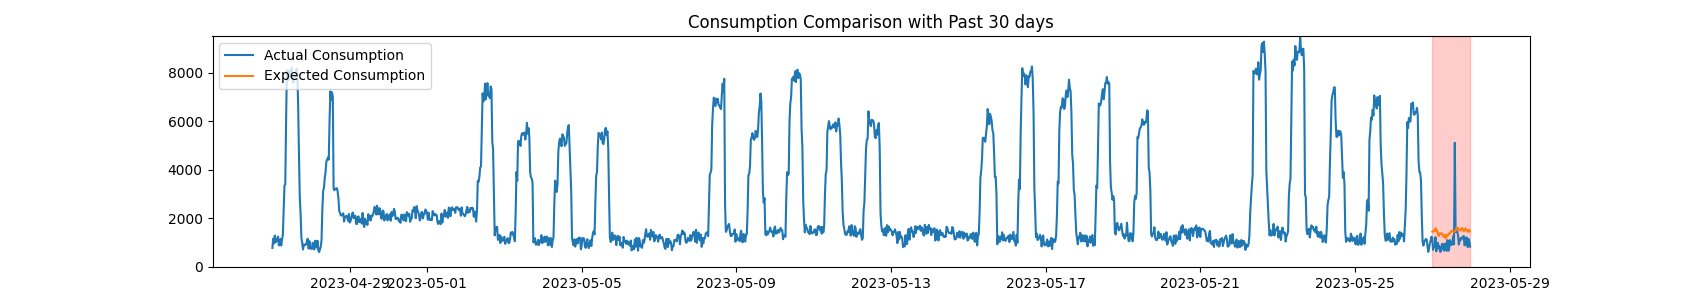 Consumption Comparison with Past 30 days
Actual Consumption
Expected Consumption
8000
6000
4000
2000
0
2023-04-29 2023-05-01 2023-05-05 2023-05-09 2023-05-13 2023-05-17 2023-05-21 2023-05-25 2023-05-29